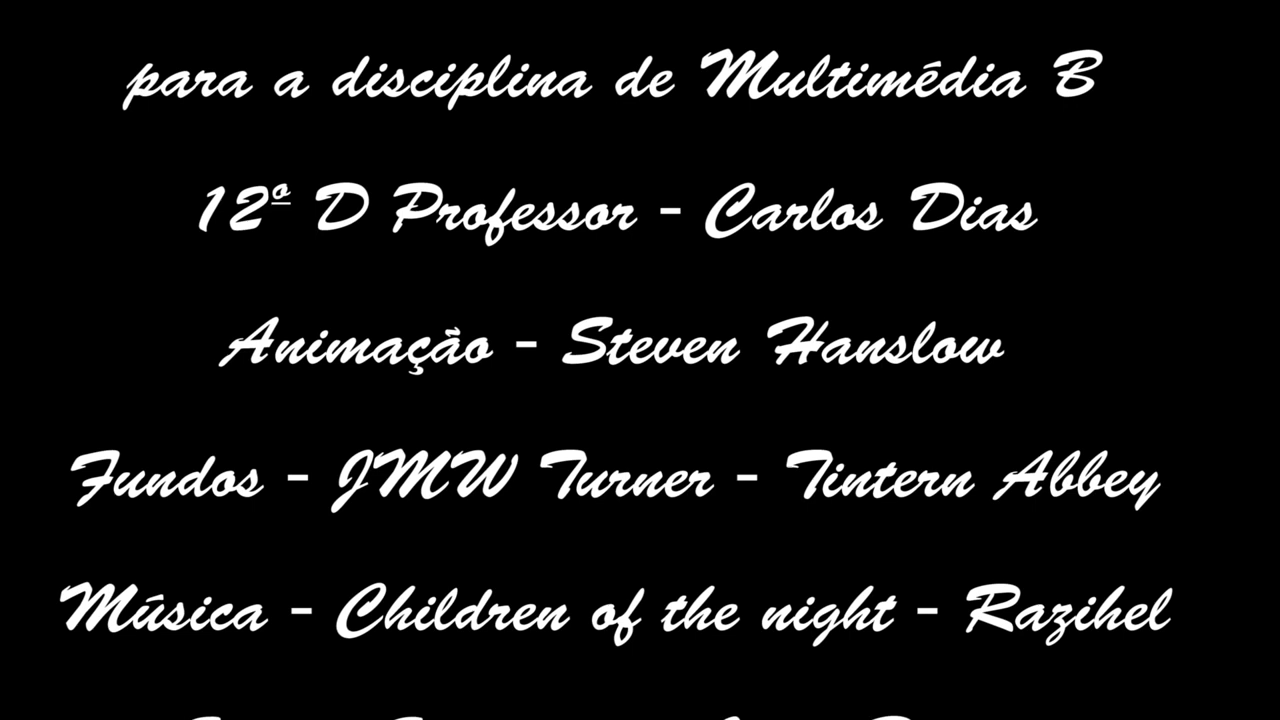 para a disciplina de Multimédia B
12º D Professor - Carlos Dias
Animação - Steven Hanslow
Fundos - JMW Turner - Tintern Abbey
Música - Children of the night - Razihel